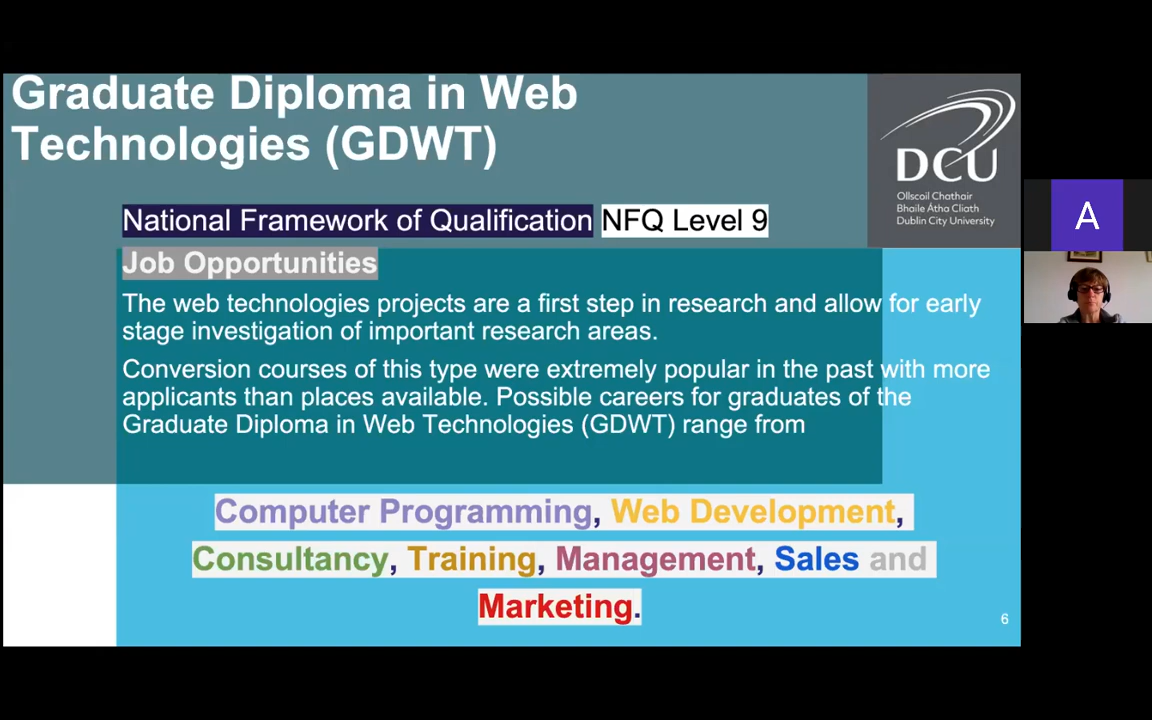 Graduate Diploma in Web
Technologies (GDWT)
DCU
Ollscoil Chathair
Bhaile Átha Cliath
Dublin City University
National Framework of Qualification NFQ Level 9
Job Opportunities
The web technologies projects are a first step in research and allow for early
stage investigation of important research areas.
Conversion courses of this type were extremely popular in the past with more
applicants than places available. Possible careers for graduates of the
Graduate Diploma in Web Technologies (GDWT) range from
Computer Programming, Web Development,
Consultancy, Training, Management, Sales and
Marketing.
6
A